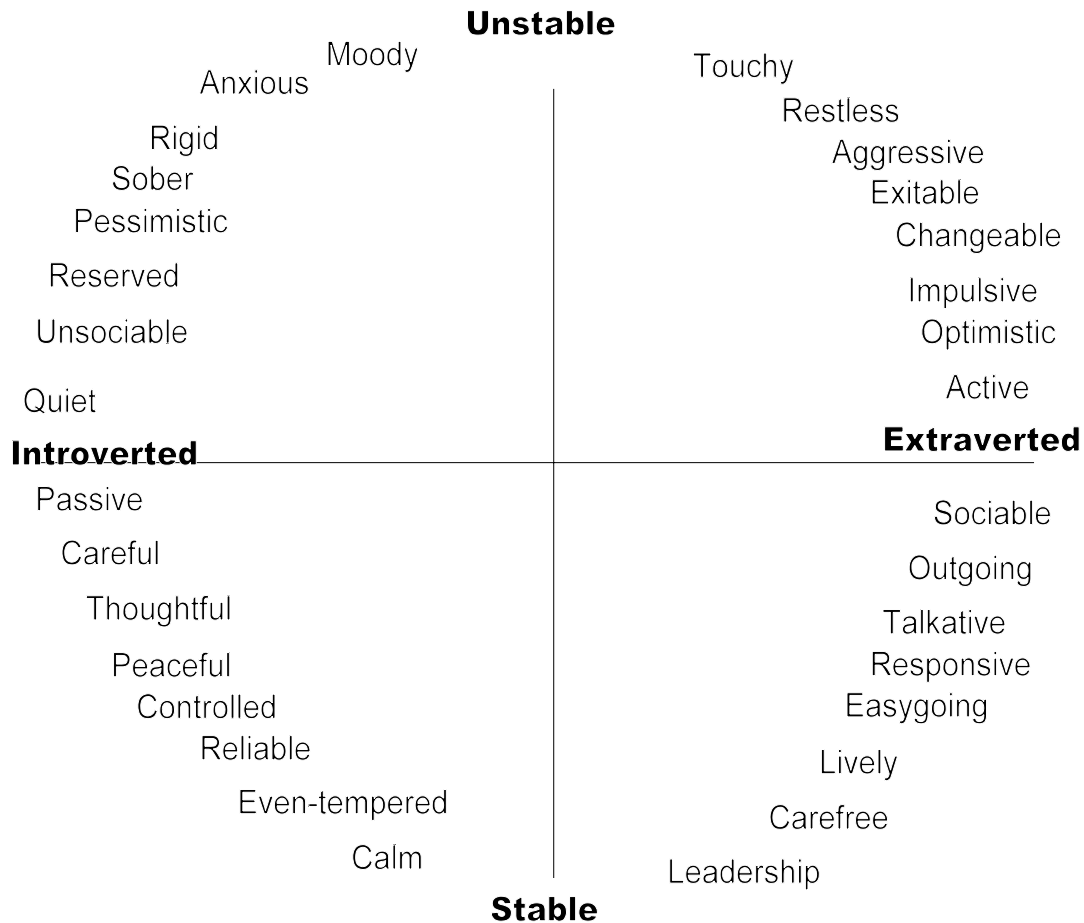 Unstable
Moody
Touchy
Anxious
Restless
Rigid
Aggressive
Sober
Exitable
Pessimistic
Changeable
Reserved
Impulsive
Unsociable
Optimistic
Active
Quiet
Extraverted
Introverted
Passive
Sociable
Careful
Outgoing
Thoughtful
Talkative
Peaceful
Responsive
Controlled
Easygoing
Reliable
Lively
Even-tempered
Carefree
Calm
Leadership
Stable